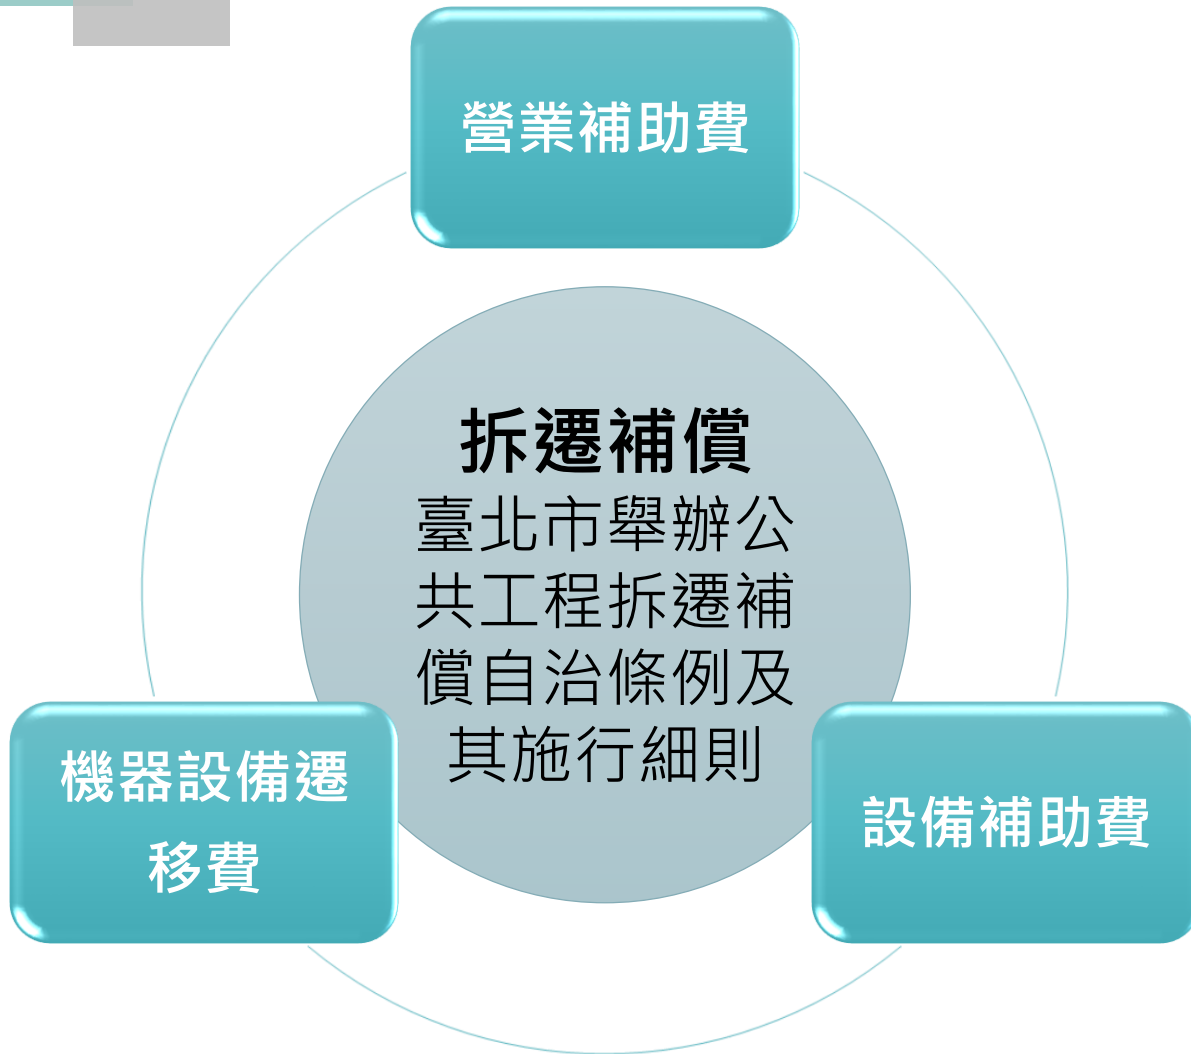 營業補助費
拆遷補償
臺北市舉辦公
共工程拆遷補
償自治條例及
其施行細則
機器設備遷
移費
設備補助費